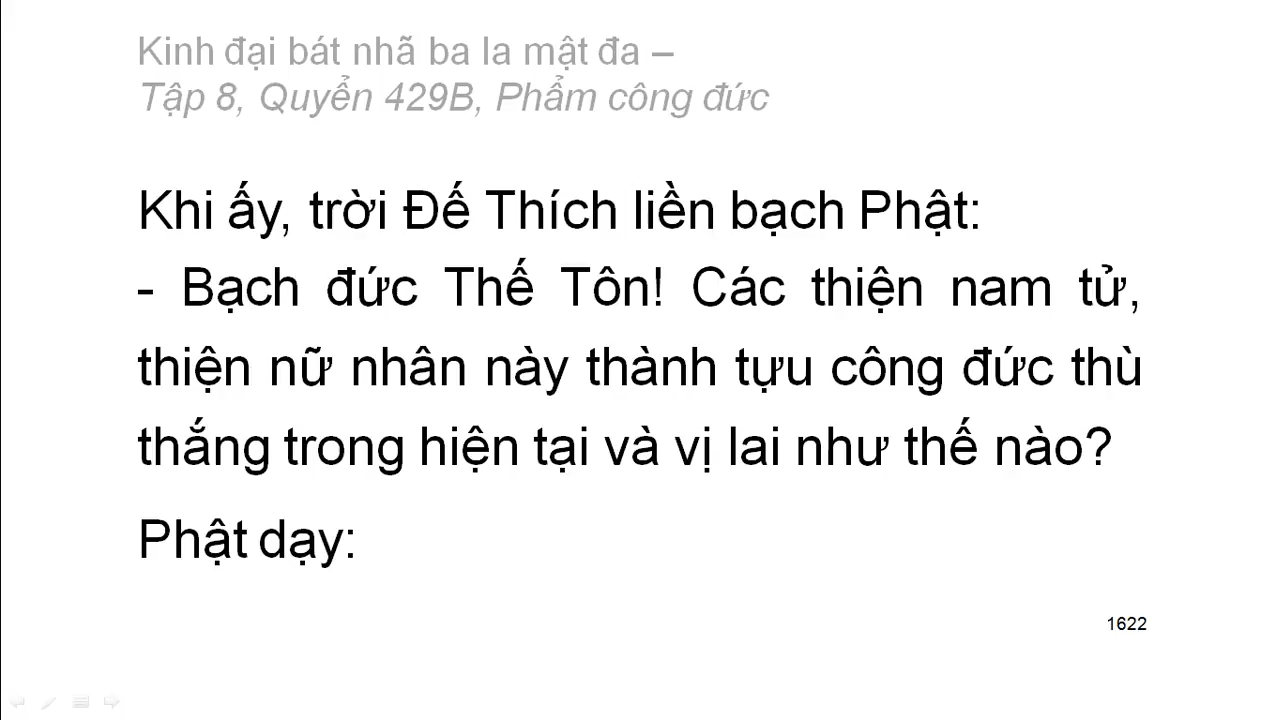 Kinh đại bát nhã ba la mật đa –
Tập 8, Quyển 429B, Phẩm công đức
Khi ấy, trời Đế Thích liền bạch Phật:
- Bạch đức Thế Tôn! Các thiện nam tử,
thiện nữ nhân này thành tựu công đức thù
thắng trong hiện tại và vị lai như thế nào?
Phật dạy:
1622